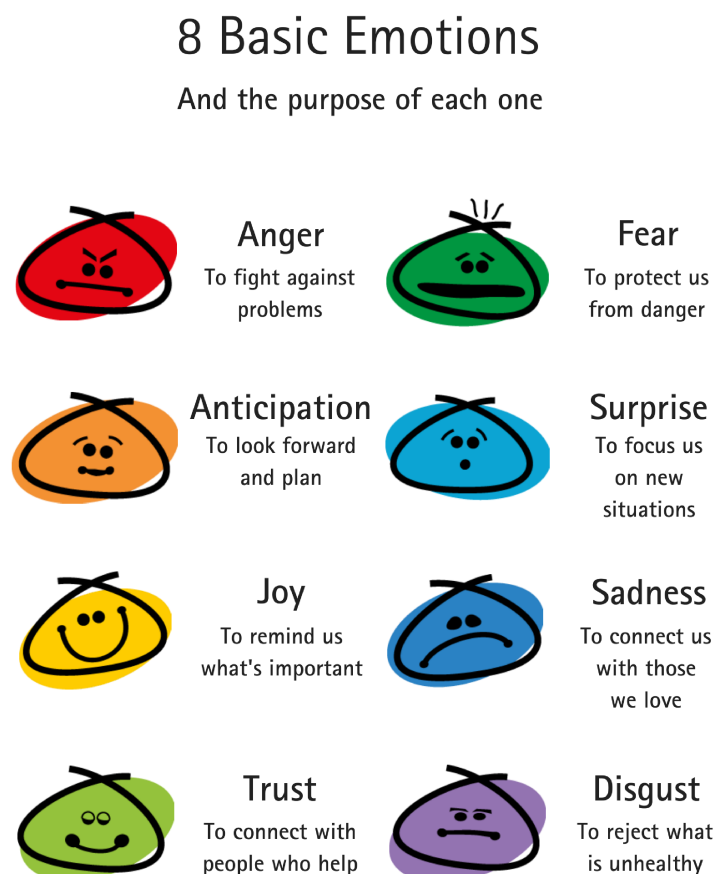 8 Basic Emotions
And the purpose of each one
Anger
To fight against
problems
Fear
To protect us
from danger
Anticipation
To look forward
and plan
Surprise
To focus us
on new
situations
Joy
To remind us
what's important
Sadness
To connect us
with those
we love
Trust
To connect with
people who help
Disgust
To reject what
is unhealthy